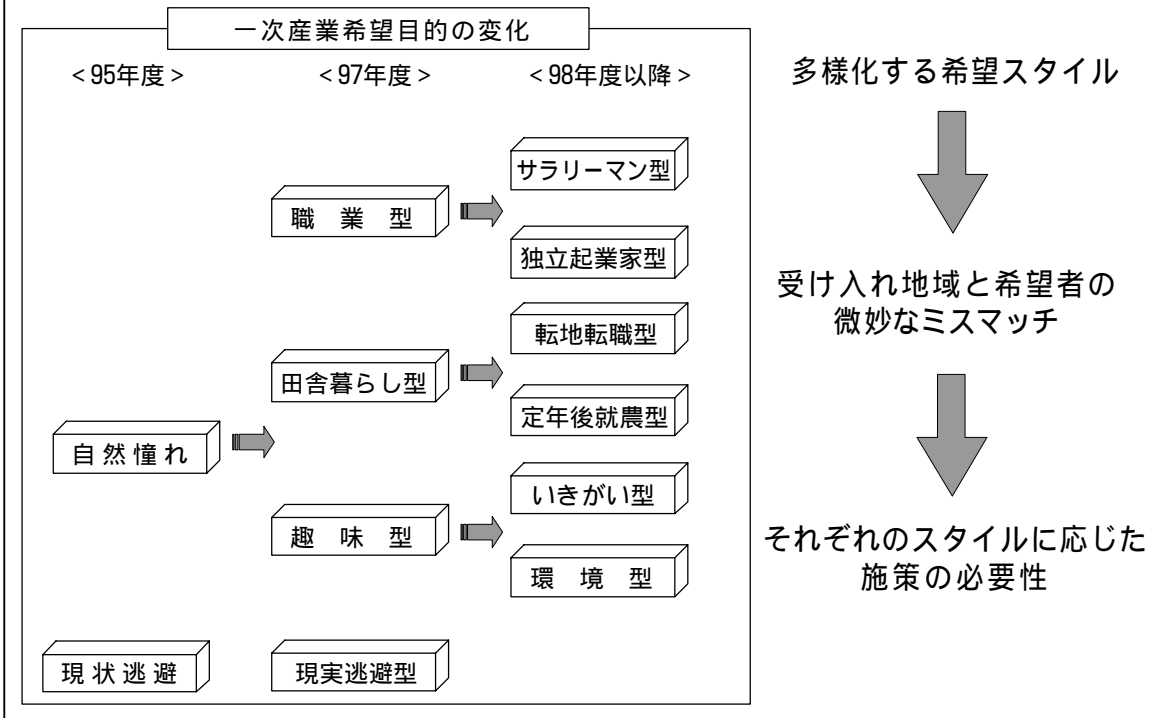 一次産業希望目的の変化
<95年度> <97年度> <98年度以降>
サラリーマン型
職業型
独立起業家型
転地転職型
田舎暮らし型
定年後就農型
自然憧れ
いきがい型
趣味型
環境型
現状逃避
現実逃避型
多様化する希望スタイル
受け入れ地域と希望者の
微妙なミスマッチ
それぞれのスタイルに応じた
施策の必要性